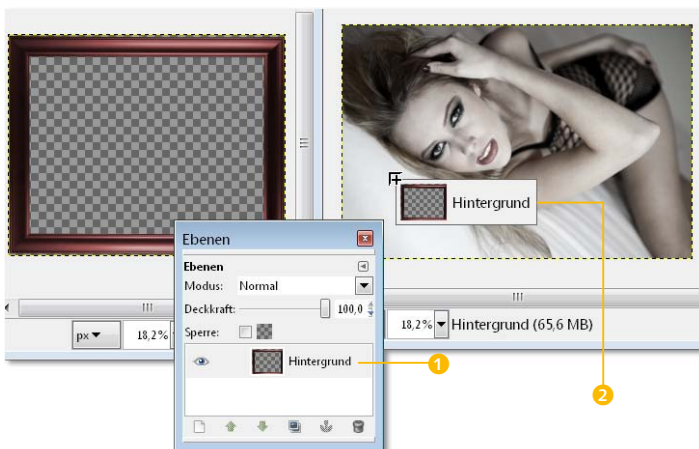 Hintergrund
px
18,2%
18,2%
Hintergrund (65,6 MB)
Ebenen
Ebenen
Modus: Normal
Deckkraft: 100,0
Sperre:
Hintergrund
1
2